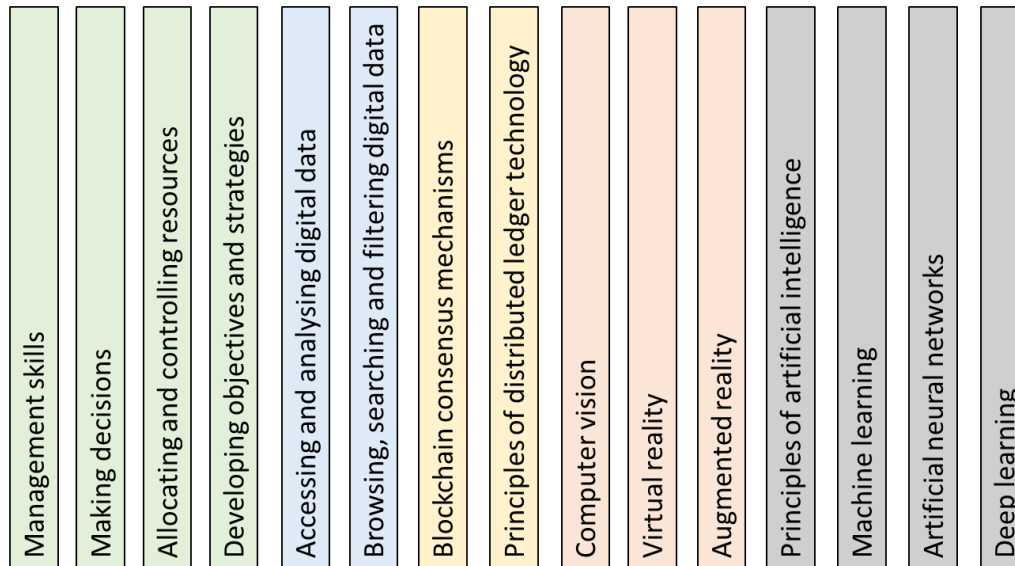 Management skills
Making decisions
Allocating and controlling resources
Developing objectives and strategies
Accessing and analysing digital data
Browsing, searching and filtering digital data
Blockchain consensus mechanisms
Principles of distributed ledger technology
Computer vision
Virtual reality
Augmented reality
Principles of artificial intelligence
Machine learning
Artificial neural networks
Deep learning